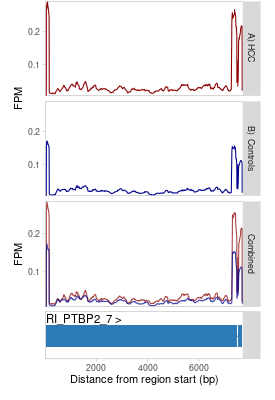 0.2
0.1
A) HCC
FPM
0.2
0.1
B) Controls
0.2
0.1
FPM
Combined
RI_PTBP2_7 >
2000 4000 6000
Distance from region start (bp)